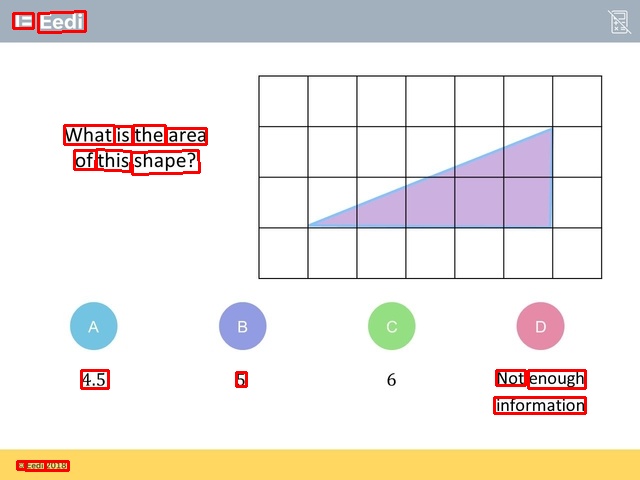 Eedi
What is the area
of this shape?
A
B
C
D
4.5
5
6
Not enough
information
© Eedi 2018